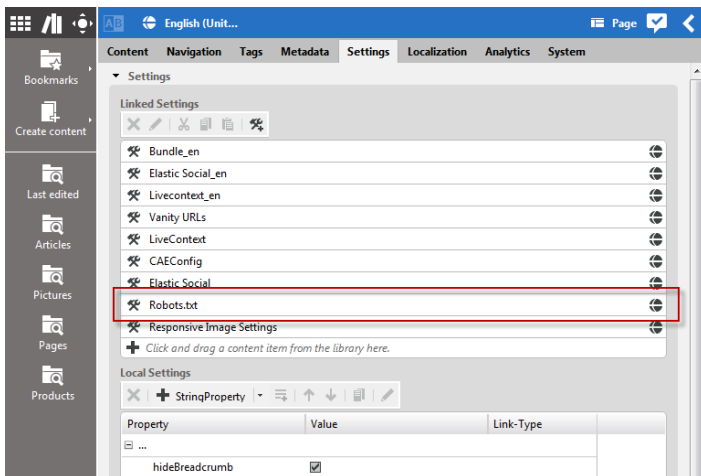 AB English (Unit...
Page
Content Navigation Tags Metadata Settings Localization Analytics System
Settings
Bookmarks
Create content
Last edited
Articles
Pictures
Pages
Products
Linked Settings
Bundle_en
Elastic Social_en
Livecontext_en
Vanity URLs
LiveContext
CAEConfig
Elastic Social
Robots.txt
Responsive Image Settings
Click and drag a content item from the library here.
Local Settings
StringProperty
Property Value Link-Type
...
hideBreadcrumb